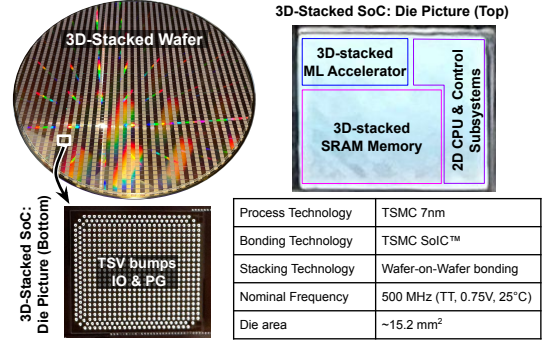 3D-Stacked Wafer
3D-Stacked SoC: Die Picture (Top)
3D-stacked
ML Accelerator
3D-stacked
SRAM Memory
2D CPU & Control
Subsystems
3D-Stacked SoC:
Die Picture (Bottom)
TSV bumps
IO & PG
Process Technology TSMC 7nm
Bonding Technology TSMC SoIC™
Stacking Technology Wafer-on-Wafer bonding
Nominal Frequency 500 MHz (TT, 0.75V, 25°C)
Die area ~15.2 mm²